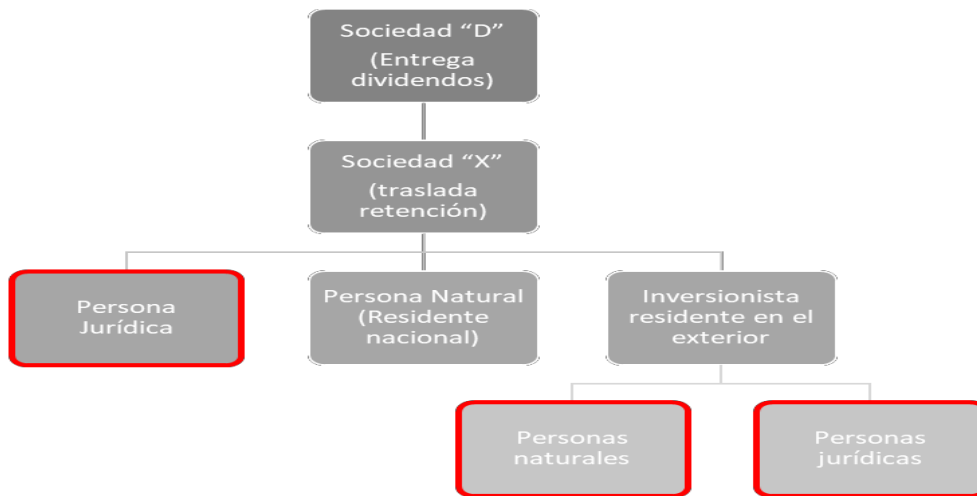 Sociedad “D”
(Entrega
dividendos)
Sociedad “X”
(traslada
retención)
Persona
Jurídica
Persona Natural
(Residente
nacional)
Inversionista
residente en el
exterior
Personas
naturales
Personas
jurídicas